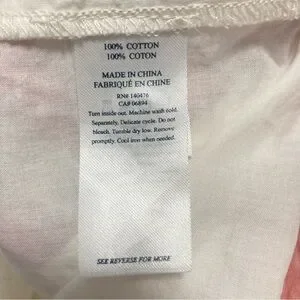 100% COTTON
100% COTON
MADE IN CHINA
FABRIQUÉ EN CHINE
RN# 140476
CA# 06894
Turn inside out. Machine wash cold.
Separately. Delicate cycle. Do not
bleach. Tumble dry low. Remove
promptly. Cool iron when needed.
SEE REVERSE FOR MORE